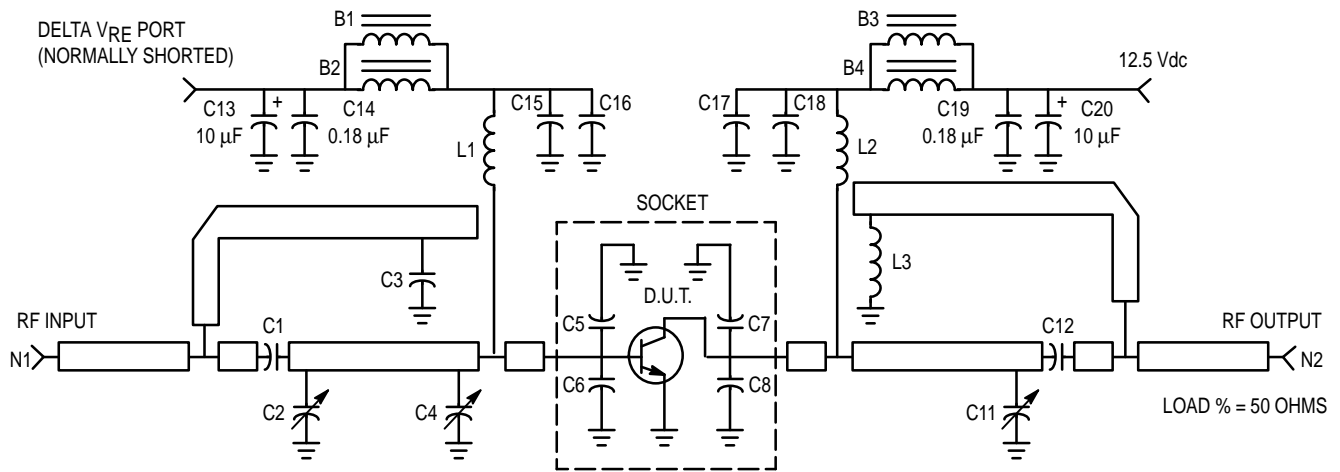 DELTA VRE PORT
(NORMALLY SHORTED)
B1
B2
C13
10 µF
+
C14
0.18 µF
C15
C16
L1
B3
B4
12.5 Vdc
C17
C18
C19
0.18 µF
+
C20
10 µF
L2
SOCKET
D.U.T.
C3
L3
RF INPUT
N1
C1
C2
C4
C5
C6
C7
C8
C12
C11
RF OUTPUT
N2
LOAD % = 50 OHMS